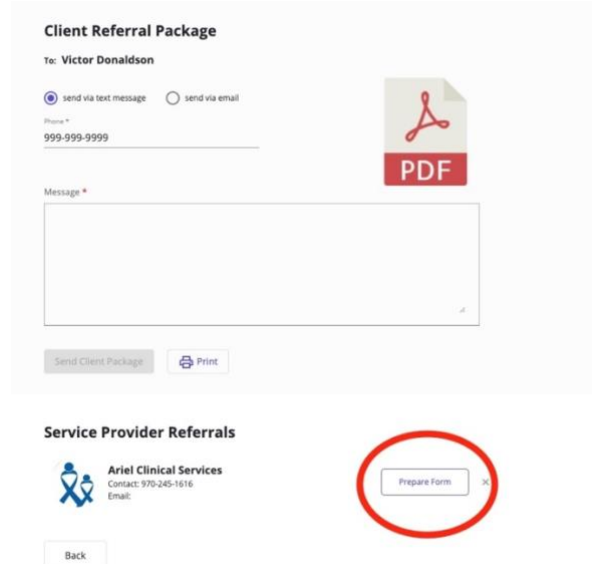 Client Referral Package
To: Victor Donaldson
send via text message send via email
Phone *
999-999-9999
PDF
Message *
Send Client Package Print
Service Provider Referrals
Ariel Clinical Services
Contact: 970-245-1616
Email:
Prepare Form ×
Back